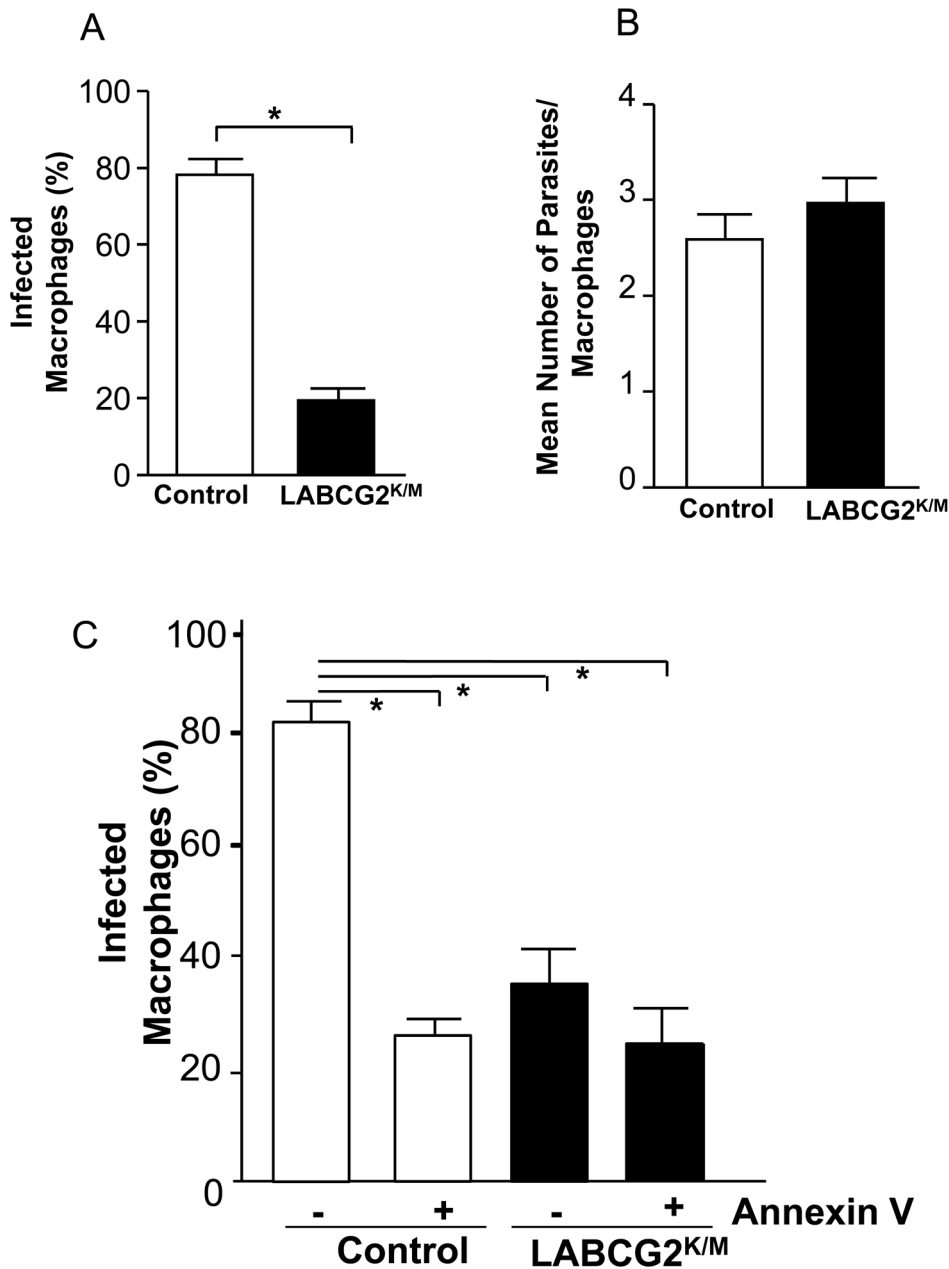 A
Infected
Macrophages (%)
100
80
60
40
20
0
*
Control
LABCG2K/M
B
Mean Number of Parasites/
Macrophages
4
3
2
1
0
Control
LABCG2K/M
C
Infected
Macrophages (%)
100
80
60
40
20
0
*
*
*
- + - + Annexin V
Control
LABCG2K/M